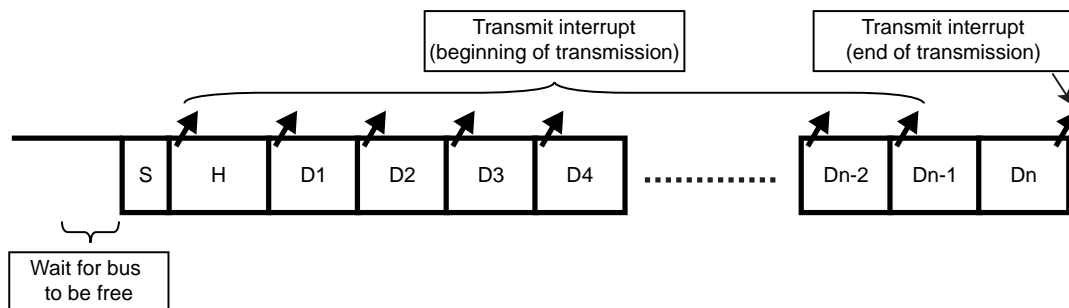 Transmit interrupt
(beginning of transmission)
Transmit interrupt
(end of transmission)
S H D1 D2 D3 D4 Dn-2 Dn-1 Dn
Wait for bus
to be free